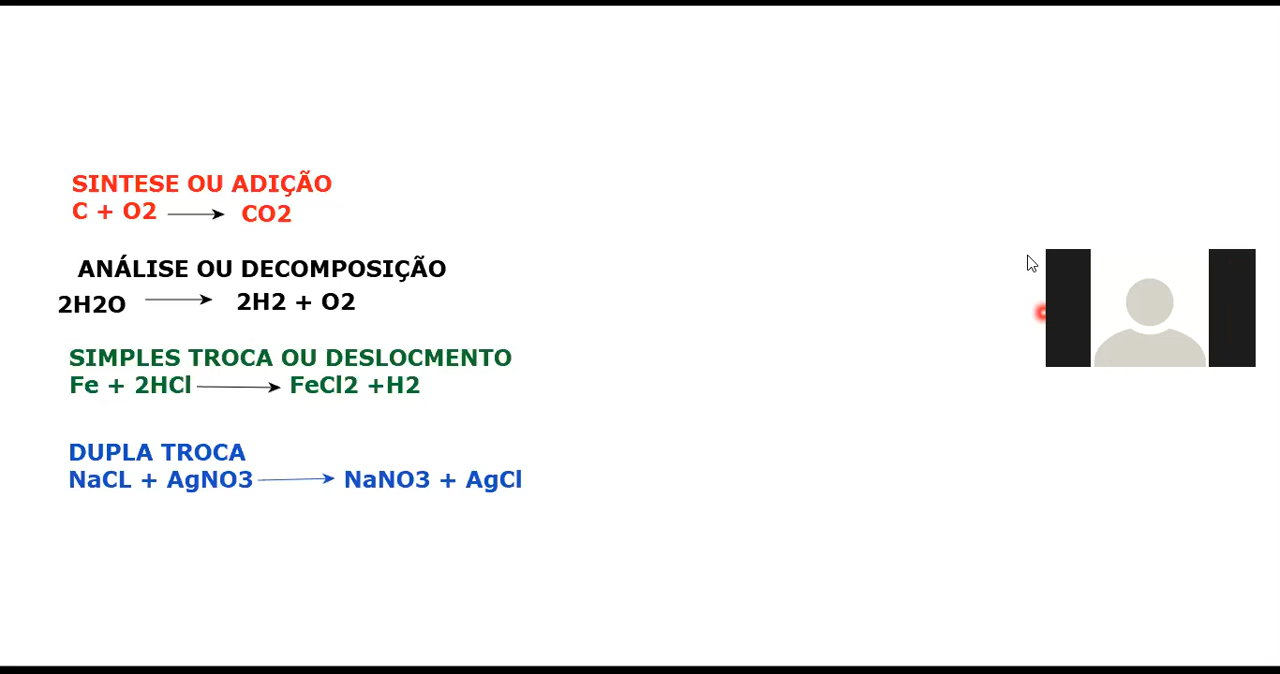 SINTESE OU ADIÇÃO
C + O2 → CO2
ANÁLISE OU DECOMPOSIÇÃO
2H2O → 2H2 + O2
SIMPLES TROCA OU DESLOCMENTO
Fe + 2HCl → FeCl2 +H2
DUPLA TROCA
NaCL + AgNO3 → NaNO3 + AgCl